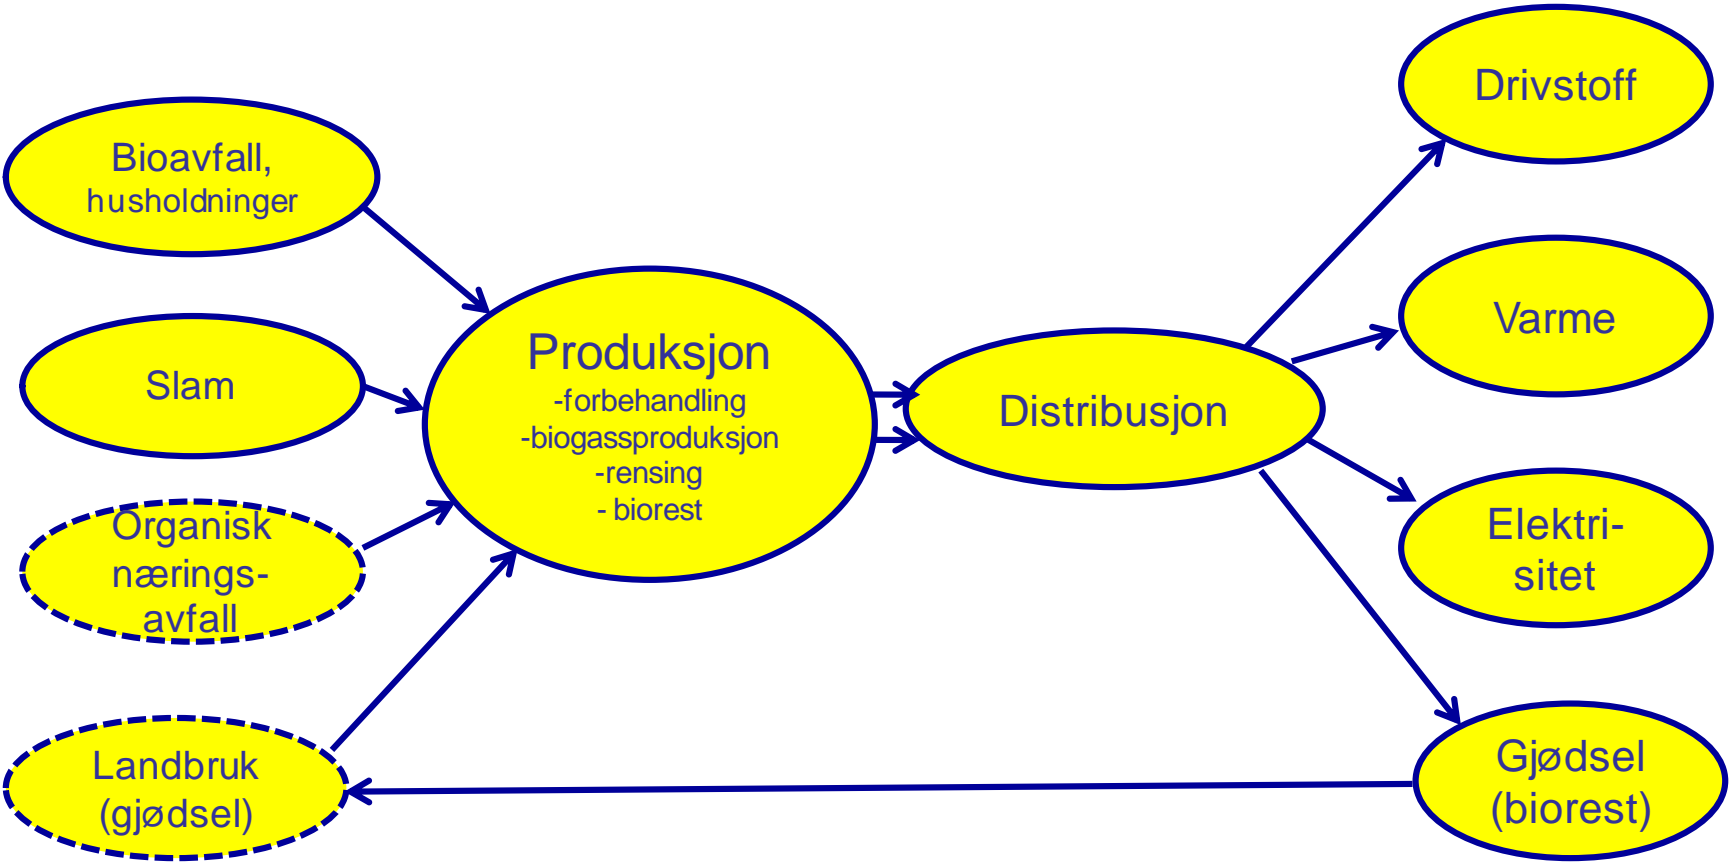 Bioavfall,
husholdninger
Slam
Organisk
nærings-
avfall
Landbruk
(gjødsel)
Produksjon
-forbehandling
-biogassproduksjon
-rensing
- biorest
Distribusjon
Drivstoff
Varme
Elektri-
sitet
Gjødsel
(biorest)